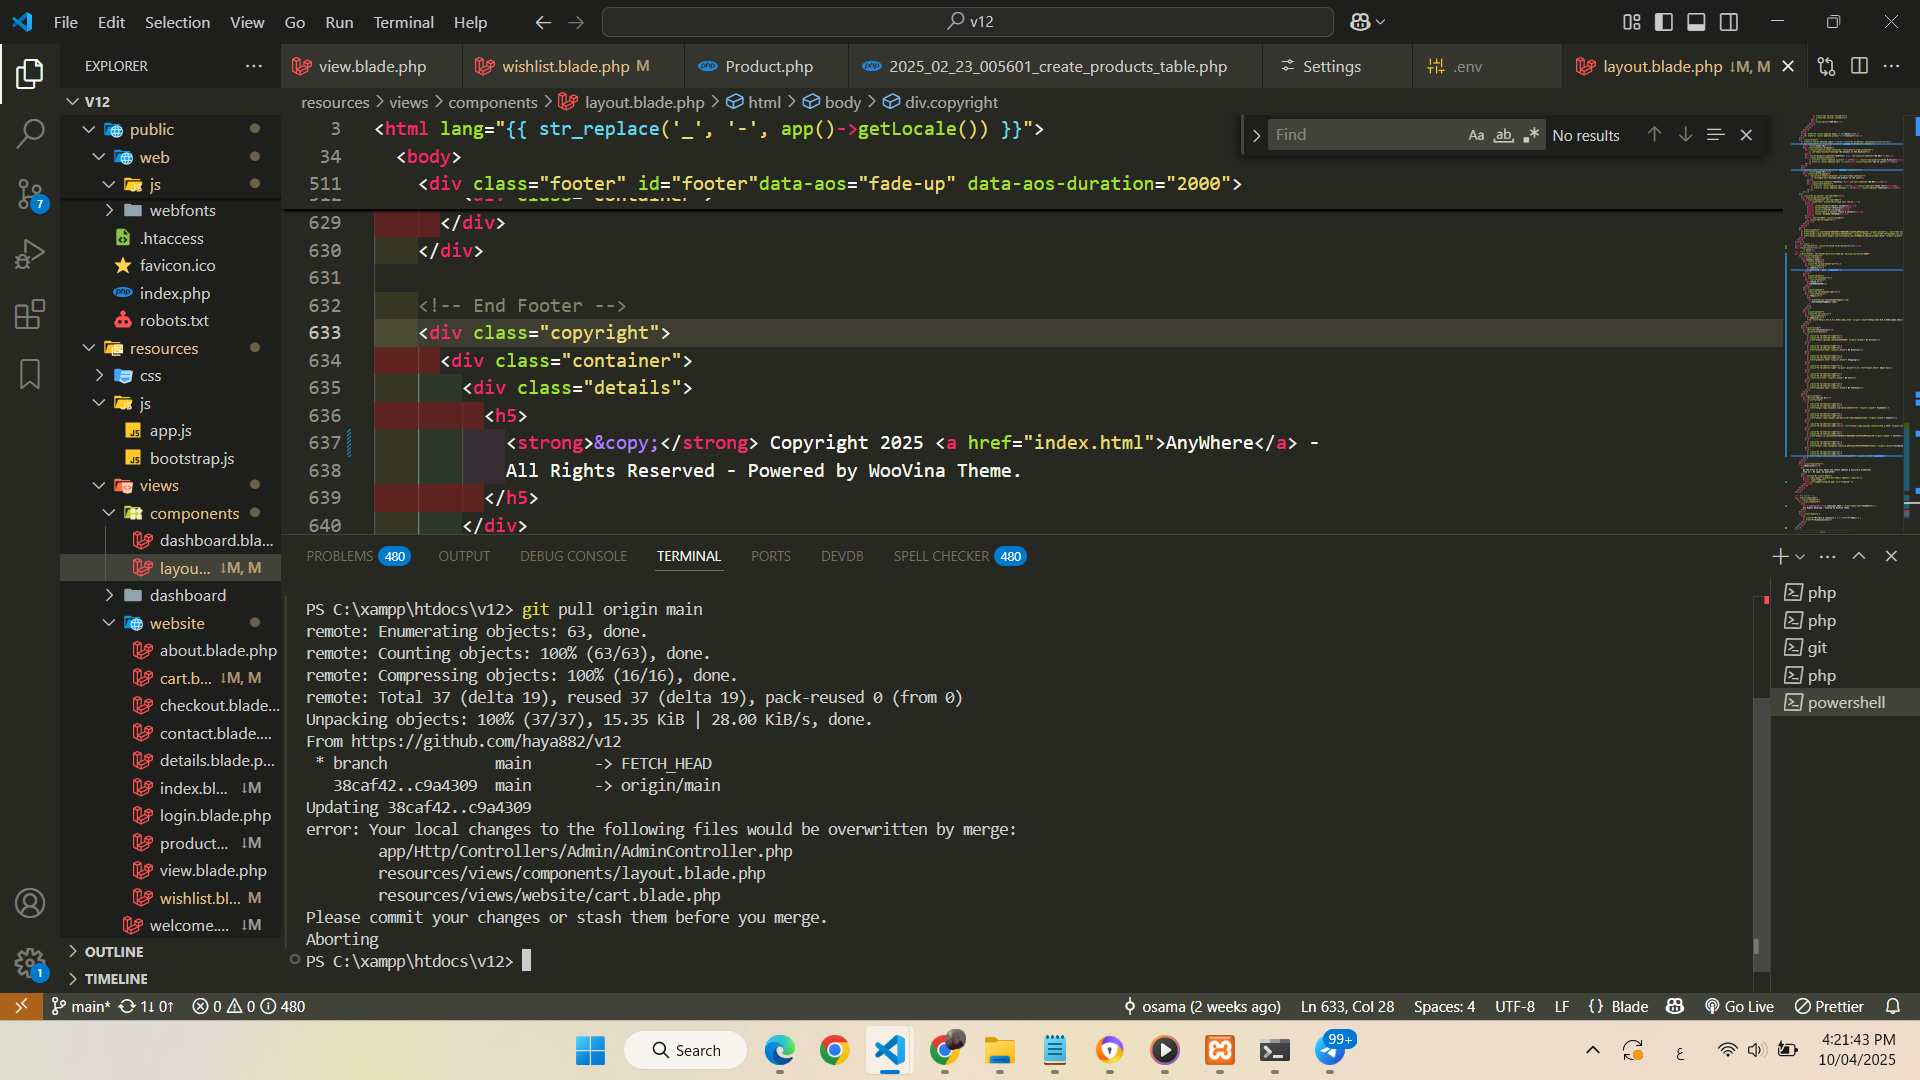 File Edit Selection View Go Run Terminal Help
v12
EXPLORER
view.blade.php
wishlist.blade.php M
Product.php
2025_02_23_005601_create_products_table.php
Settings
.env
layout.blade.php ↓M, M
V12
resources > views > components > layout.blade.php > html > body > div.copyright
public
web
js
webfonts
.htaccess
favicon.ico
index.php
robots.txt
resources
css
js
app.js
bootstrap.js
views
components
dashboard.bla...
layou... ↓M, M
dashboard
website
about.blade.php
cart.b... ↓M, M
checkout.blade...
contact.blade....
details.blade.p...
index.bl... ↓M
login.blade.php
product... ↓M
view.blade.php
wishlist.bl... M
welcome.... ↓M
OUTLINE
TIMELINE
7
1
Find
Aa ab .*
No results
3 <html lang="{{ str_replace('_', '-', app()->getLocale()) }}">
34 <body>
511 <div class="footer" id="footer"data-aos="fade-up" data-aos-duration="2000">
512 <div class="container">
629 </div>
630 </div>
631
632 <!-- End Footer -->
633 <div class="copyright">
634 <div class="container">
635 <div class="details">
636 <h5>
637 <strong>&copy;</strong> Copyright 2025 <a href="index.html">AnyWhere</a> -
638 All Rights Reserved - Powered by WooVina Theme.
639 </h5>
640 </div>
PROBLEMS 480 OUTPUT DEBUG CONSOLE TERMINAL PORTS DEVDB SPELL CHECKER 480
PS C:\xampp\htdocs\v12> git pull origin main
remote: Enumerating objects: 63, done.
remote: Counting objects: 100% (63/63), done.
remote: Compressing objects: 100% (16/16), done.
remote: Total 37 (delta 19), reused 37 (delta 19), pack-reused 0 (from 0)
Unpacking objects: 100% (37/37), 15.35 KiB | 28.00 KiB/s, done.
From https://github.com/haya882/v12
* branch main -> FETCH_HEAD
38caf42..c9a4309 main -> origin/main
Updating 38caf42..c9a4309
error: Your local changes to the following files would be overwritten by merge:
app/Http/Controllers/Admin/AdminController.php
resources/views/components/layout.blade.php
resources/views/website/cart.blade.php
Please commit your changes or stash them before you merge.
Aborting
PS C:\xampp\htdocs\v12>
php
php
git
php
powershell
main* 1↓ 0↑ 0 0 480
osama (2 weeks ago) Ln 633, Col 28 Spaces: 4 UTF-8 LF { } Blade Go Live Prettier
Search
99+
ع
4:21:43 PM
10/04/2025